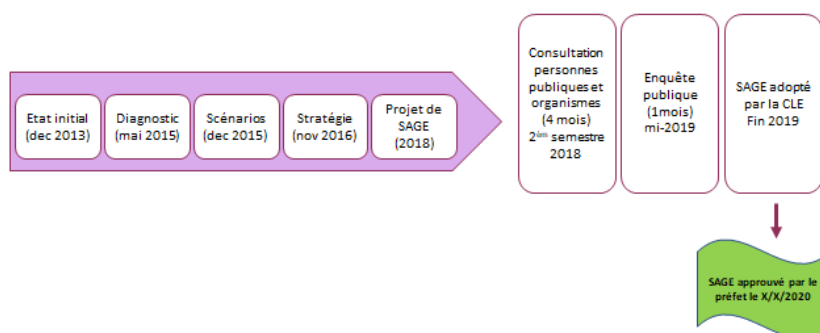 Etat initial
(dec 2013)
Diagnostic
(mai 2015)
Scénarios
(dec 2015)
Stratégie
(nov 2016)
Projet de
SAGE
(2018)
Consultation
personnes
publiques et
organismes
(4 mois)
2ème semestre
2018
Enquête
publique
(1mois)
mi-2019
SAGE adopté
par la CLE
Fin 2019
SAGE approuvé par le
préfet le X/X/2020